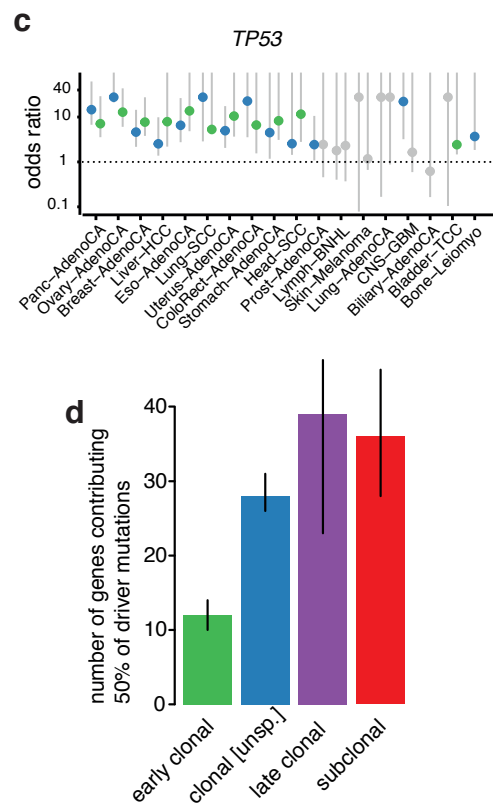 c
TP53
odds ratio
40
10
1
0.1
Panc–AdenoCA
Ovary–AdenoCA
Breast–AdenoCA
Liver–HCC
Eso–AdenoCA
Lung–SCC
Uterus–AdenoCA
ColoRect–AdenoCA
Stomach–AdenoCA
Head–SCC
Prost–AdenoCA
Lymph–BNHL
Skin–Melanoma
Lung–AdenoCA
CNS–GBM
Biliary–AdenoCA
Bladder–TCC
Bone–Leiomyo
d
number of genes contributing
50% of driver mutations
40
30
20
10
0
early clonal
clonal [unsp.]
late clonal
subclonal